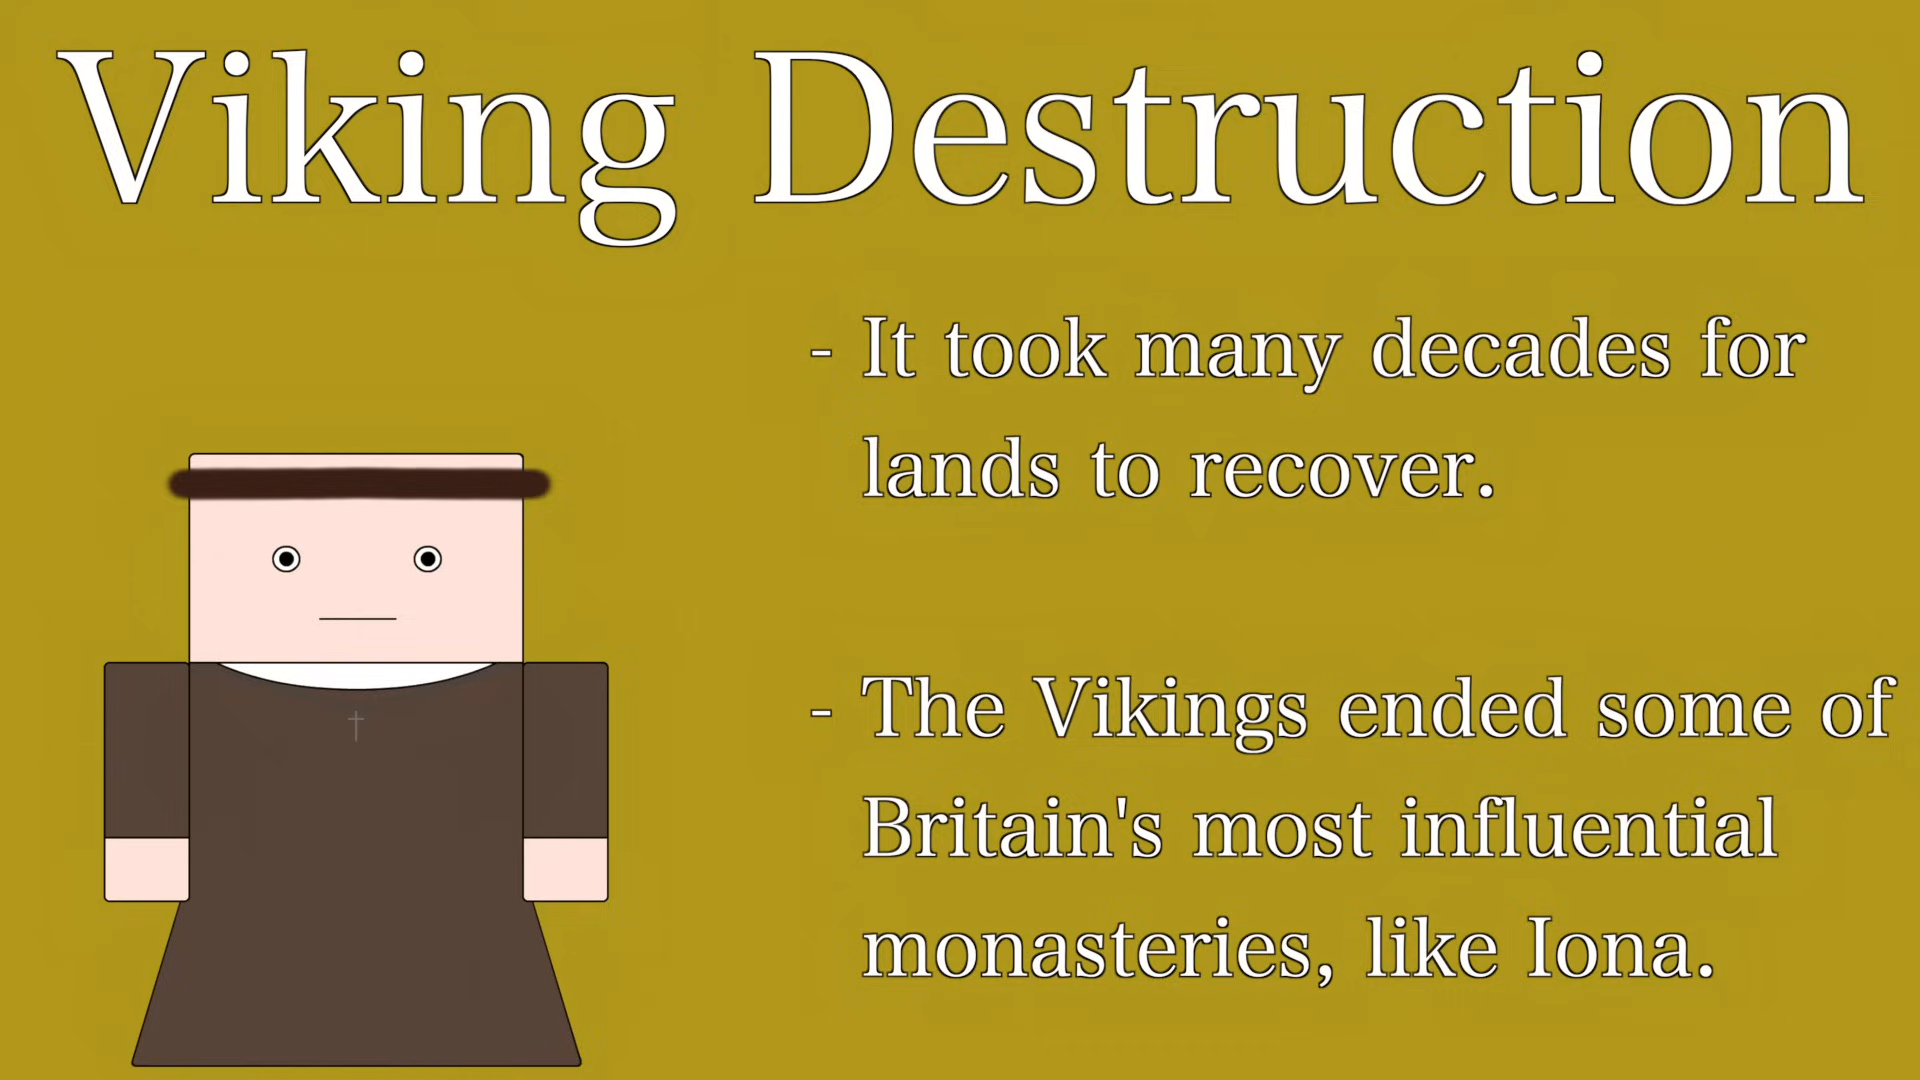 Viking Destruction
- It took many decades for
lands to recover.
- The Vikings ended some of
Britain's most influential
monasteries, like Iona.